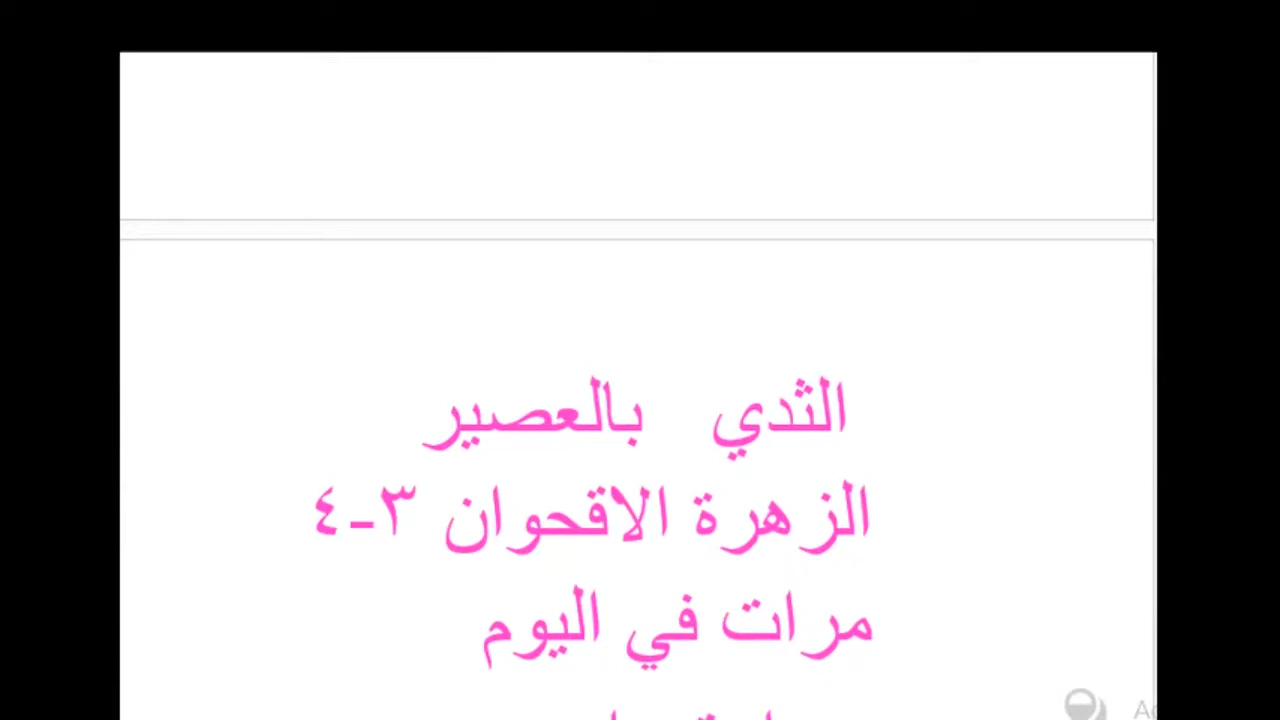 الثدي بالعصير
الزهرة الاقحوان ٣-٤
مرات في اليوم